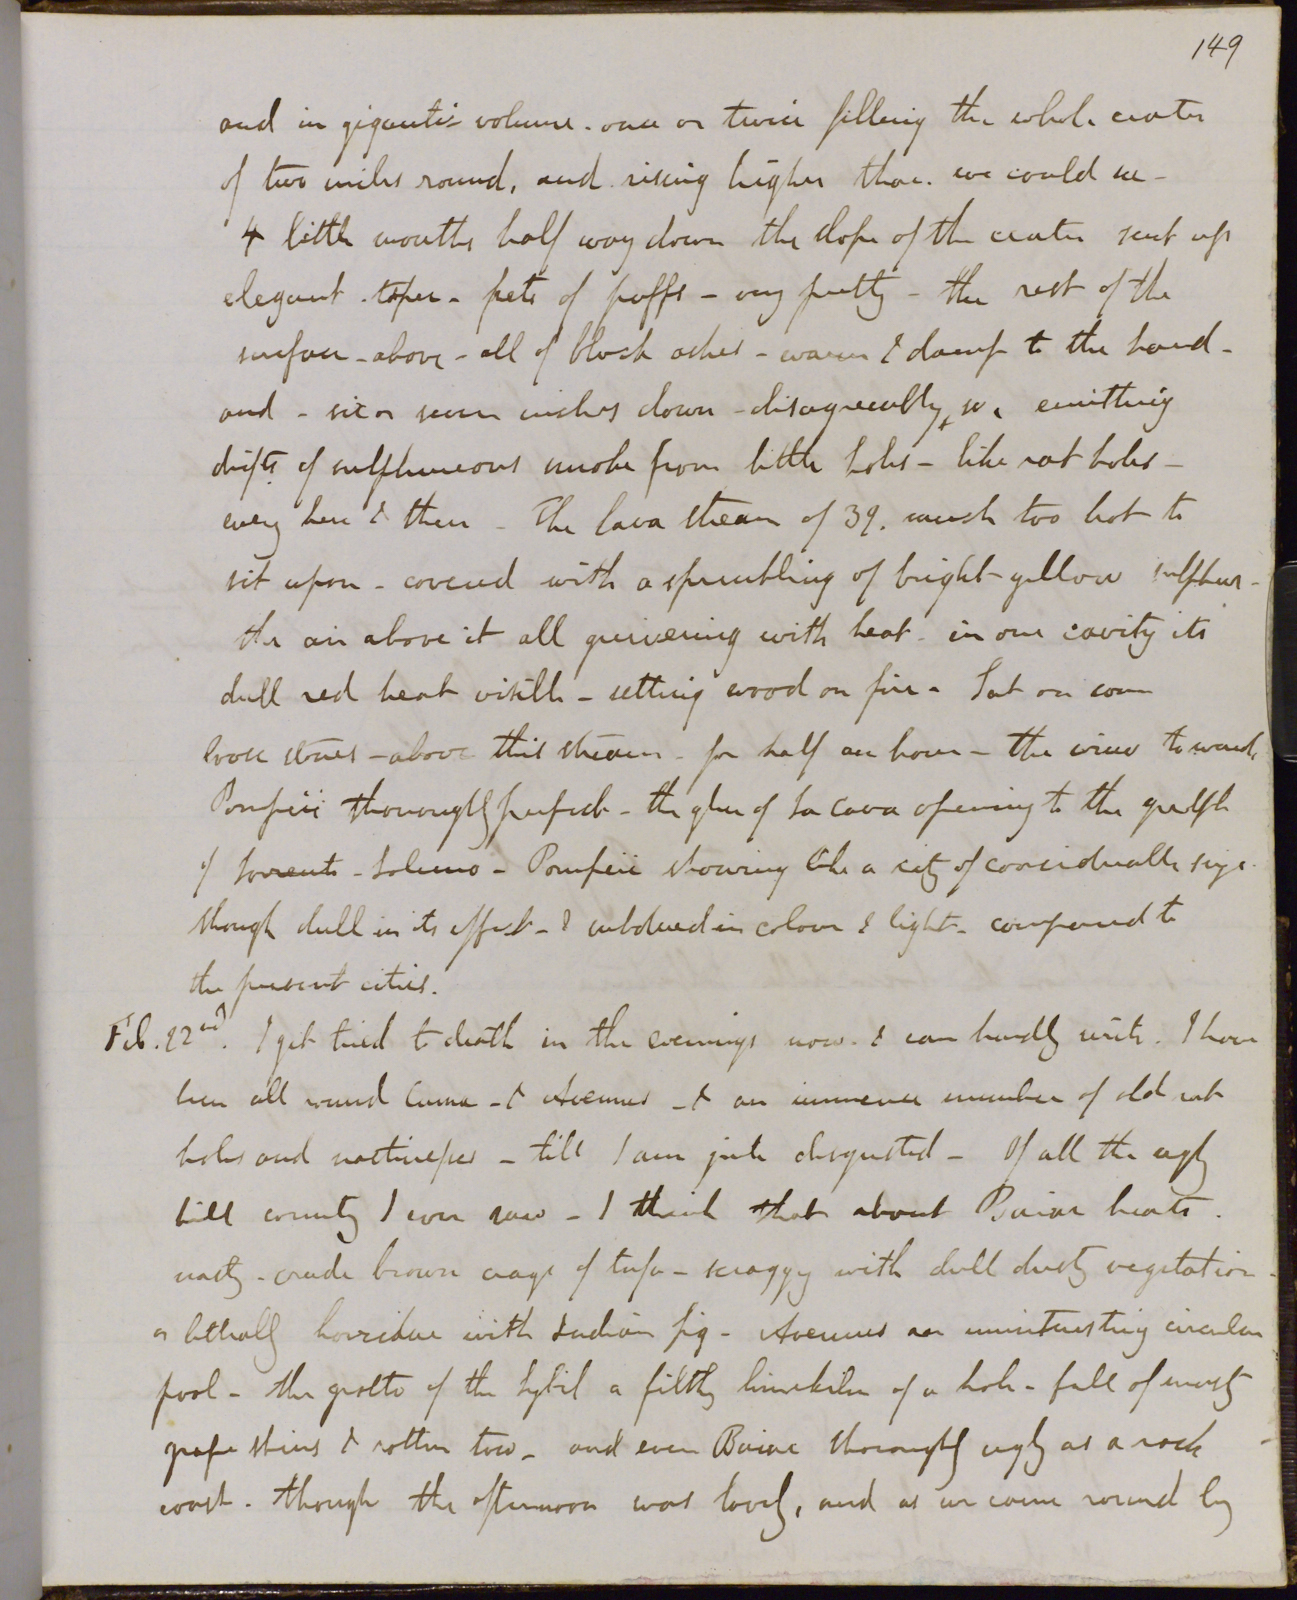 149
and in gigantic volume. once or twice filling the whole crater
of two miles round, and rising higher than we could see -
4 little mouths half way down the slope of the crater sent up
elegant taper - jets of puffs - very pretty - the rest of the
surface - above - all of black ashes - warm & damp to the hand -
and - six or seven inches down - disagreeably so, emitting
drifts of sulphureous smoke from little holes - like rat holes -
every here & there - The lava stream of 39. much too hot to
sit upon - covered with a sprinkling of bright yellow sulphur -
the air above it all quivering with heat - in one cavity its
dull red heat visible - setting wood on fire - Sat on some
loose stones - above this stream - for half an hour - the view towards
Pompeii thoroughly perfect - the glen of La Cava opening to the gulph
of Sorrento - Salerno - Pompeii showing like a city of considerable size -
though dull in its effect - & subdued in colour & light - compared to
the present cities.
Feb. 22nd. I get tired to death in the evenings now - & can hardly write. I have
been all round Cuma - & Avernus - & an immense number of old rat
holes and - till I am quite disgusted - Of all the ugly
hill country I ever saw - I think that about Baiae beats.
nasty - crude brown crags of tufa - scraggy with dull dusty vegetation -
or literally horridae with Indian fig - Avernus an uninteresting circular
pool - the grotto of the Sybil a filthy limekiln of a hole - full of musty
grape skins & rotten tow - and even Baiae thoroughly ugly as a rock
coast - though the afternoon was lovely, and as we came round by